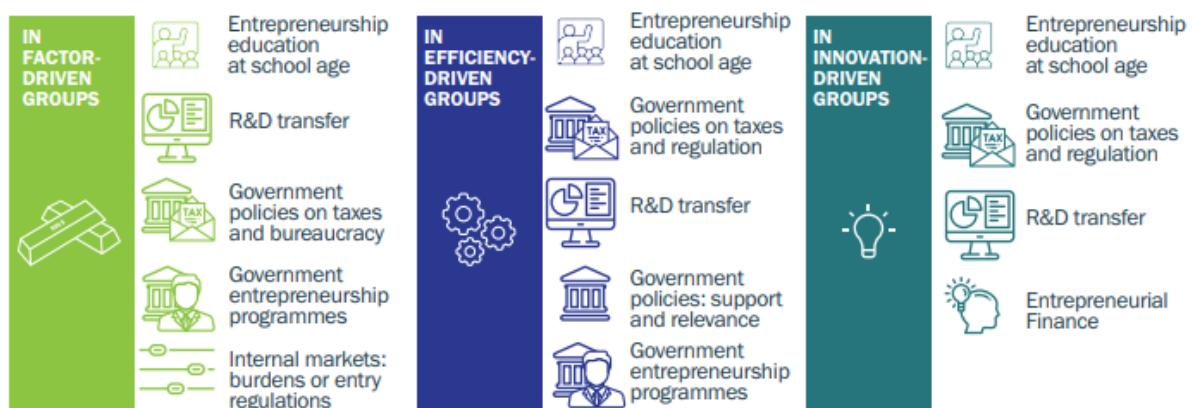 IN
FACTOR-
DRIVEN
GROUPS
Entrepreneurship
education
at school age
R&D transfer
TAX
Government
policies on taxes
and bureaucracy
Government
entrepreneurship
programmes
Internal markets:
burdens or entry
regulations
IN
EFFICIENCY-
DRIVEN
GROUPS
Entrepreneurship
education
at school age
TAX
Government
policies on taxes
and regulation
R&D transfer
Government
policies: support
and relevance
Government
entrepreneurship
programmes
IN
INNOVATION-
DRIVEN
GROUPS
Entrepreneurship
education
at school age
TAX
Government
policies on taxes
and regulation
R&D transfer
Entrepreneurial
Finance